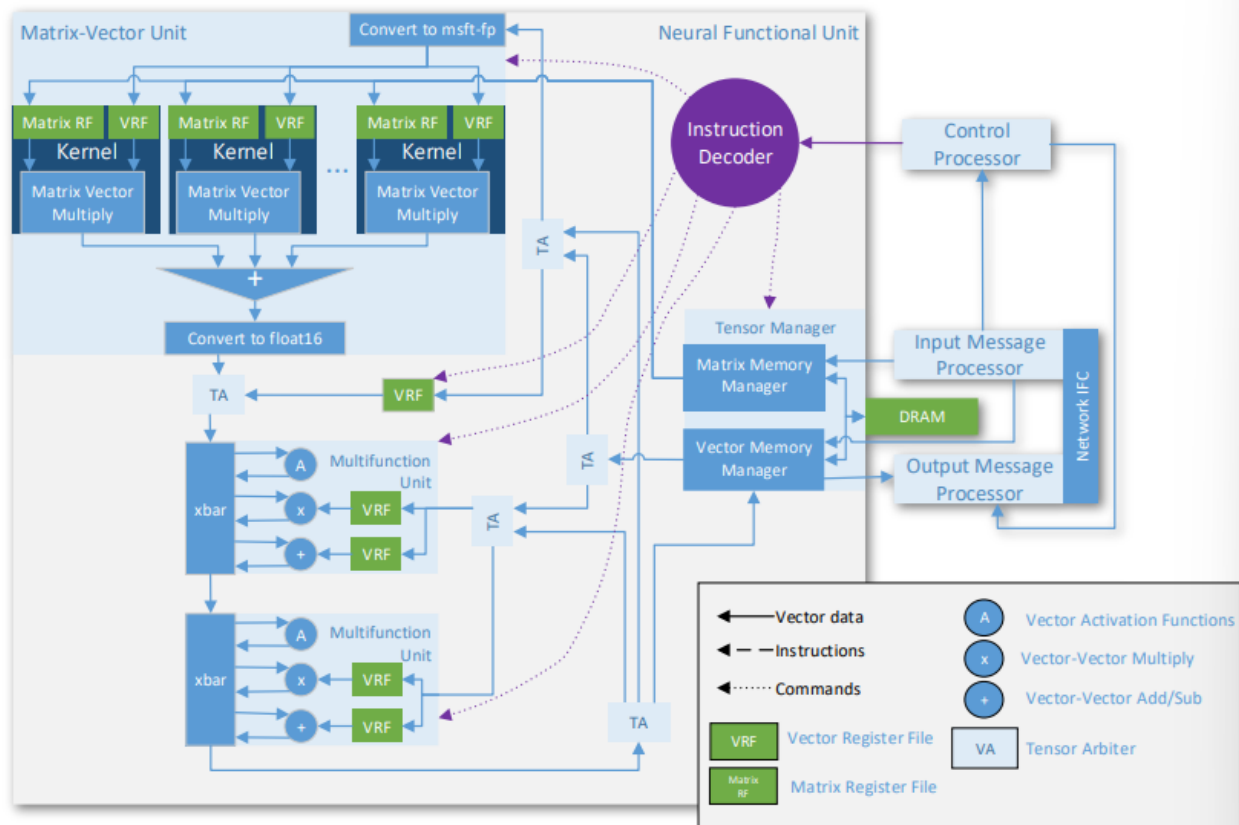 Matrix-Vector Unit
Convert to msft-fp
Neural Functional Unit
Matrix RF
VRF
Matrix RF
VRF
Matrix RF
VRF
Kernel
Kernel
Kernel
Matrix Vector
Multiply
Matrix Vector
Multiply
...
Matrix Vector
Multiply
+
Convert to float16
Instruction
Decoder
Control
Processor
TA
Tensor Manager
Matrix Memory
Manager
Vector Memory
Manager
Input Message
Processor
DRAM
Output Message
Processor
Network IFC
TA
VRF
TA
xbar
Multifunction
Unit
A
x
VRF
+
VRF
TA
xbar
Multifunction
Unit
A
x
VRF
+
VRF
TA
Vector data
Instructions
Commands
VRF
Vector Register File
Matrix
RF
Matrix Register File
A
Vector Activation Functions
x
Vector-Vector Multiply
+
Vector-Vector Add/Sub
VA
Tensor Arbiter